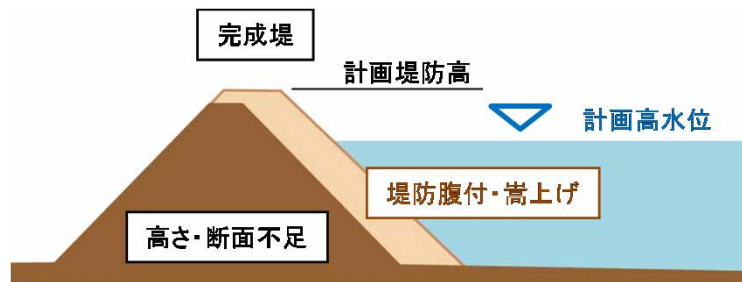 完成堤
計画堤防高
計画高水位
堤防腹付・嵩上げ
高さ・断面不足